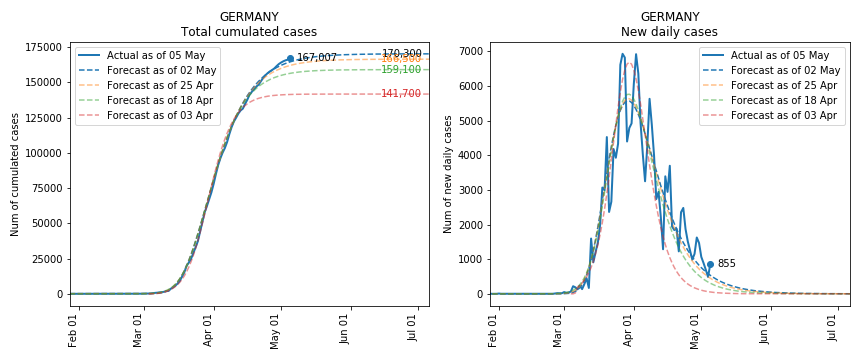 GERMANY
Total cumulated cases
Num of cumulated cases
175000
150000
125000
100000
75000
50000
25000
0
Actual as of 05 May
Forecast as of 02 May
Forecast as of 25 Apr
Forecast as of 18 Apr
Forecast as of 03 Apr
167,007
170,300
159,100
141,700
Feb 01
Mar 01
Apr 01
May 01
Jun 01
Jul 01
GERMANY
New daily cases
Num of new daily cases
7000
6000
5000
4000
3000
2000
1000
0
Actual as of 05 May
Forecast as of 02 May
Forecast as of 25 Apr
Forecast as of 18 Apr
Forecast as of 03 Apr
855
Feb 01
Mar 01
Apr 01
May 01
Jun 01
Jul 01